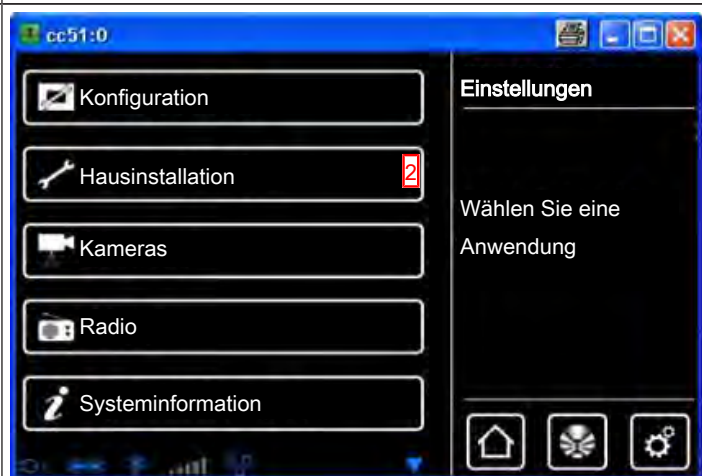 cc51:0
Konfiguration
Hausinstallation
2
Kameras
Radio
Systeminformation
Einstellungen
Wählen Sie eine
Anwendung